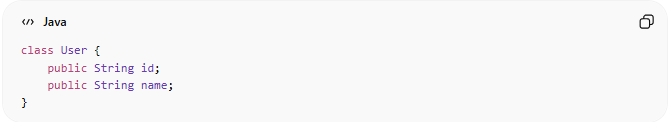 </> Java
class User {
    public String id;
    public String name;
}